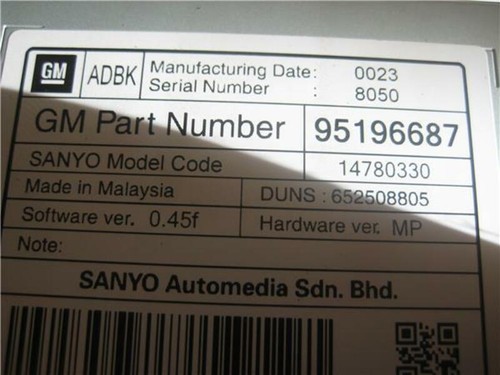 GM ADBK Manufacturing Date: 0023
Serial Number : 8050
GM Part Number 95196687
SANYO Model Code 14780330
Made in Malaysia DUNS : 652508805
Software ver. 0.45f Hardware ver. MP
Note:
SANYO Automedia Sdn. Bhd.